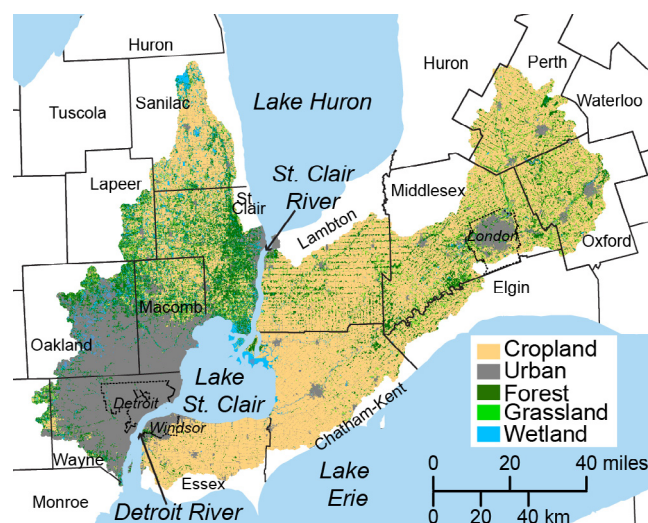 Huron
Huron
Perth
Tuscola
Sanilac
Lake Huron
Waterloo
Lapeer
St. Clair
River
Middlesex
St
Clair
Lambton
London
Oxford
Elgin
Macomb
Oakland
Lake
St. Clair
Detroit
Windsor
Chatham-Kent
Wayne
Essex
Monroe
Detroit River
Lake
Erie
Cropland
Urban
Forest
Grassland
Wetland
0 20 40 miles
0 20 40 km